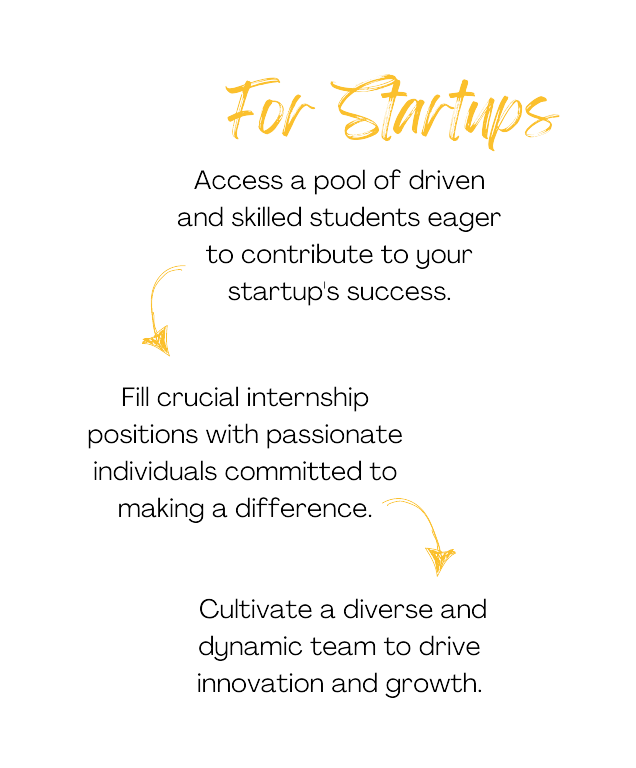 For Startups
Access a pool of driven
and skilled students eager
to contribute to your
startup's success.
Fill crucial internship
positions with passionate
individuals committed to
making a difference.
Cultivate a diverse and
dynamic team to drive
innovation and growth.